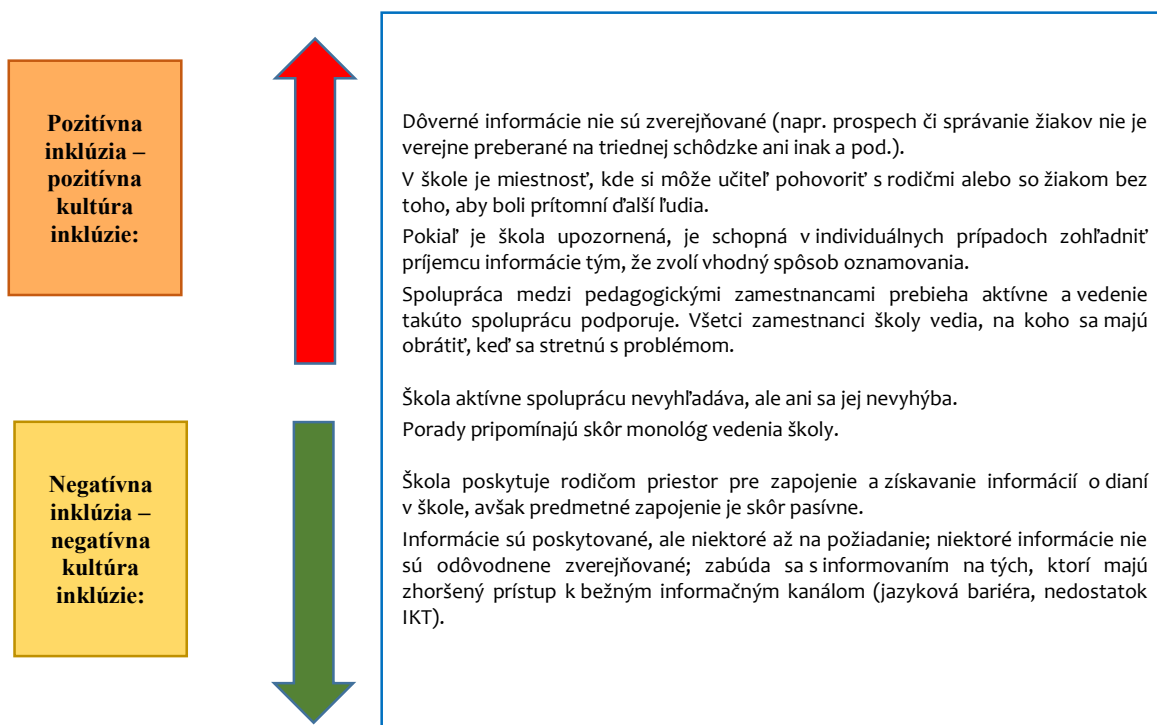 Pozitívna
inklúzia –
pozitívna
kultúra
inklúzie:
Dôverné informácie nie sú zverejňované (napr. prospech či správanie žiakov nie je
verejne preberané na triednej schôdzke ani inak a pod.).
V škole je miestnosť, kde si môže učiteľ pohovoriť s rodičmi alebo so žiakom bez
toho, aby boli prítomní ďalší ľudia.
Pokiaľ je škola upozornená, je schopná v individuálnych prípadoch zohľadniť
príjemcu informácie tým, že zvolí vhodný spôsob oznamovania.
Spolupráca medzi pedagogickými zamestnancami prebieha aktívne a vedenie
takúto spoluprácu podporuje. Všetci zamestnanci školy vedia, na koho sa majú
obrátiť, keď sa stretnú s problémom.
Škola aktívne spoluprácu nevyhľadáva, ale ani sa jej nevyhýba.
Porady pripomínajú skôr monológ vedenia školy.
Negatívna
inklúzia –
negatívna
kultúra
inklúzie:
Škola poskytuje rodičom priestor pre zapojenie a získavanie informácií o dianí
v škole, avšak predmetné zapojenie je skôr pasívne.
Informácie sú poskytované, ale niektoré až na požiadanie; niektoré informácie nie
sú odôvodnene zverejňované; zabúda sa s informovaním na tých, ktorí majú
zhoršený prístup k bežným informačným kanálom (jazyková bariéra, nedostatok
IKT).